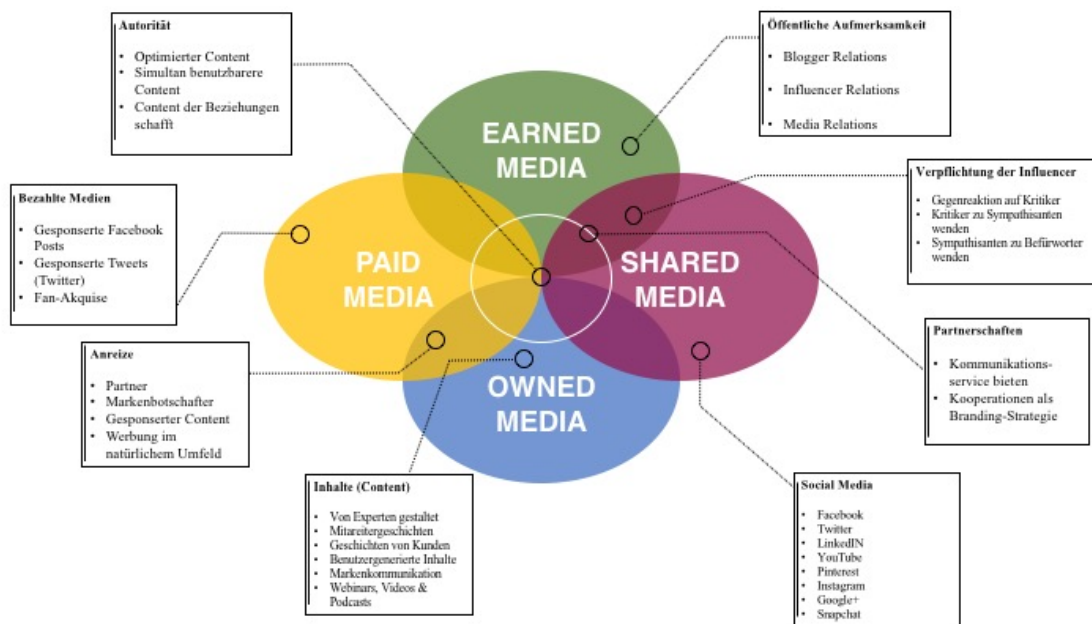 Autorität
• Optimierter Content
• Simultan benutzbarere
Content
• Content der Beziehungen
schafft
Öffentliche Aufmerksamkeit
• Blogger Relations
• Influencer Relations
• Media Relations
EARNED
MEDIA
Bezahlte Medien
• Gesponserte Facebook
Posts
• Gesponserte Tweets
(Twitter)
• Fan-Akquise
Verpflichtung der Influencer
• Gegenreaktion auf Kritiker
• Kritiker zu Sympathisanten
wenden
• Sympathisanten zu Befürworter
wenden
PAID
MEDIA
SHARED
MEDIA
Anreize
• Partner
• Markenbotschafter
• Gesponserter Content
• Werbung im
natürlichem Umfeld
Partnerschaften
• Kommunikations-
service bieten
• Kooperationen als
Branding-Strategie
OWNED
MEDIA
Inhalte (Content)
• Von Experten gestaltet
• Mitareitergeschichten
• Geschichten von Kunden
• Benutzergenerierte Inhalte
• Markenkommunikation
• Webinars, Videos &
Podcasts
Social Media
• Facebook
• Twitter
• LinkedIN
• YouTube
• Pinterest
• Instagram
• Google+
• Snapchat